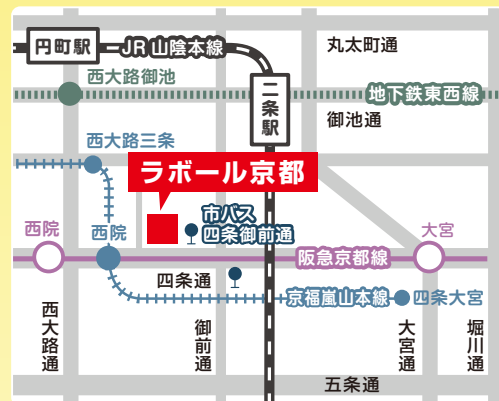 円町駅
JR山陰本線
丸太町通
西大路御池
地下鉄東西線
二条駅
御池通
西大路三条
ラボール京都
市バス
四条御前通
西院
西院
大宮
阪急京都線
四条通
京福嵐山本線
四条大宮
西大路通
御前通
大宮通
堀川通
五条通